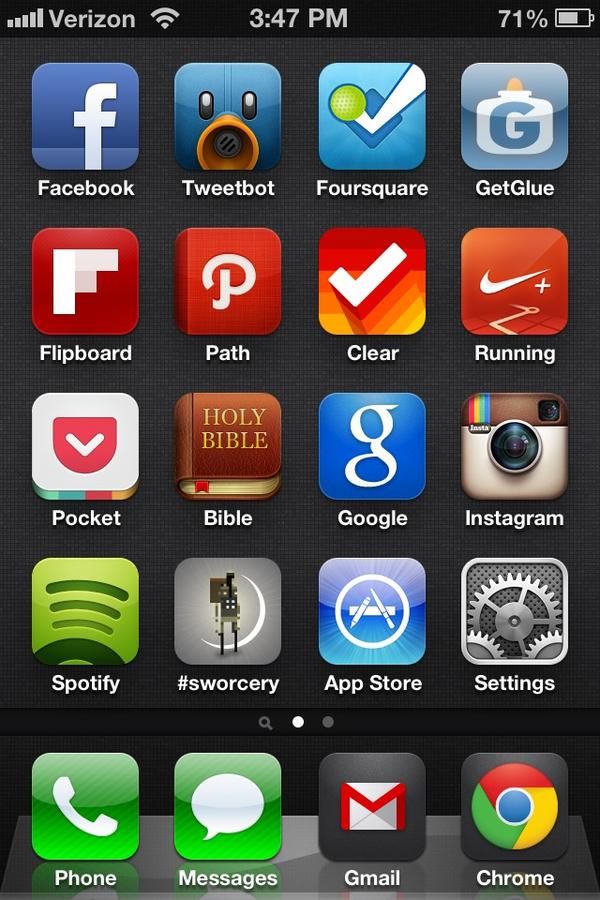 Verizon 3:47 PM 71%
Facebook Tweetbot Foursquare GetGlue
Flipboard Path Clear Running
HOLY
BIBLE
Insta
Pocket Bible Google Instagram
Spotify #sworcery App Store Settings
Phone Messages Gmail Chrome